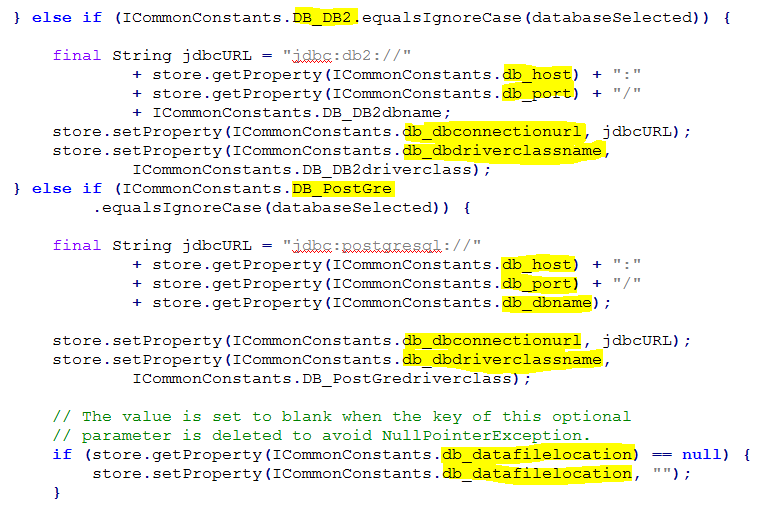 } else if (ICommonConstants.DB_DB2.equalsIgnoreCase(databaseSelected)) {
final String jdbcURL = "jdbc:db2://"
+ store.getProperty(ICommonConstants.db_host) + ":"
+ store.getProperty(ICommonConstants.db_port) + "/"
+ ICommonConstants.DB_DB2dbname;
store.setProperty(ICommonConstants.db_dbconnectionurl, jdbcURL);
store.setProperty(ICommonConstants.db_dbdriverclassname,
ICommonConstants.DB_DB2driverclass);
} else if (ICommonConstants.DB_PostGre
.equalsIgnoreCase(databaseSelected)) {
final String jdbcURL = "jdbc:postgresql://"
+ store.getProperty(ICommonConstants.db_host) + ":"
+ store.getProperty(ICommonConstants.db_port) + "/"
+ store.getProperty(ICommonConstants.db_dbname);
store.setProperty(ICommonConstants.db_dbconnectionurl, jdbcURL);
store.setProperty(ICommonConstants.db_dbdriverclassname,
ICommonConstants.DB_PostGredriverclass);
// The value is set to blank when the key of this optional
// parameter is deleted to avoid NullPointerException.
if (store.getProperty(ICommonConstants.db_datafilelocation) == null) {
store.setProperty(ICommonConstants.db_datafilelocation, "");
}